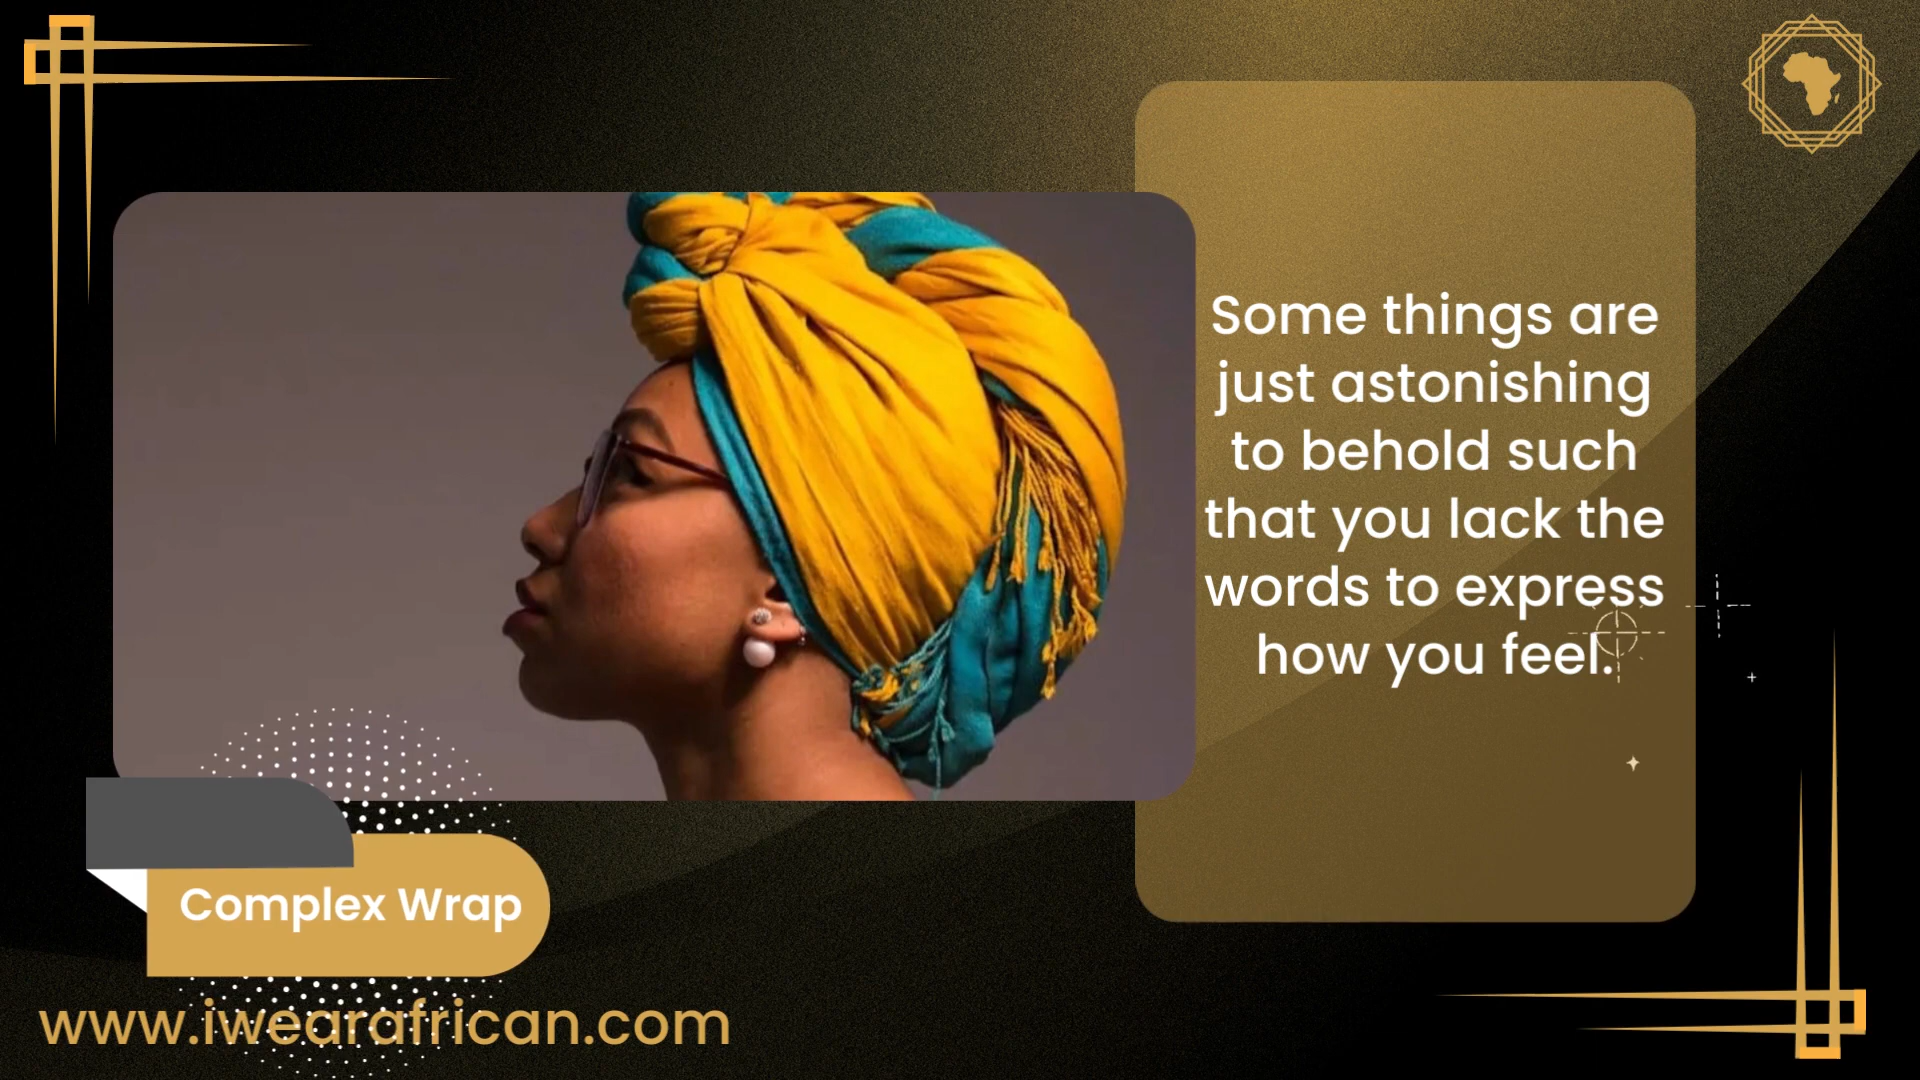 Some things are
just astonishing
to behold such
that you lack the
words to express
how you feel.
Complex Wrap
www.iwearafrican.com